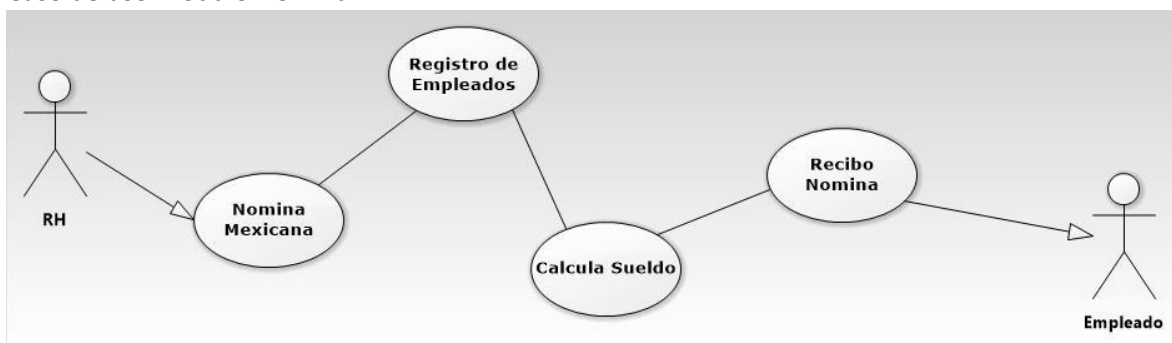 Registro de
Empleados
Recibo
Nomina
RH
Nomina
Mexicana
Calcula Sueldo
Empleado